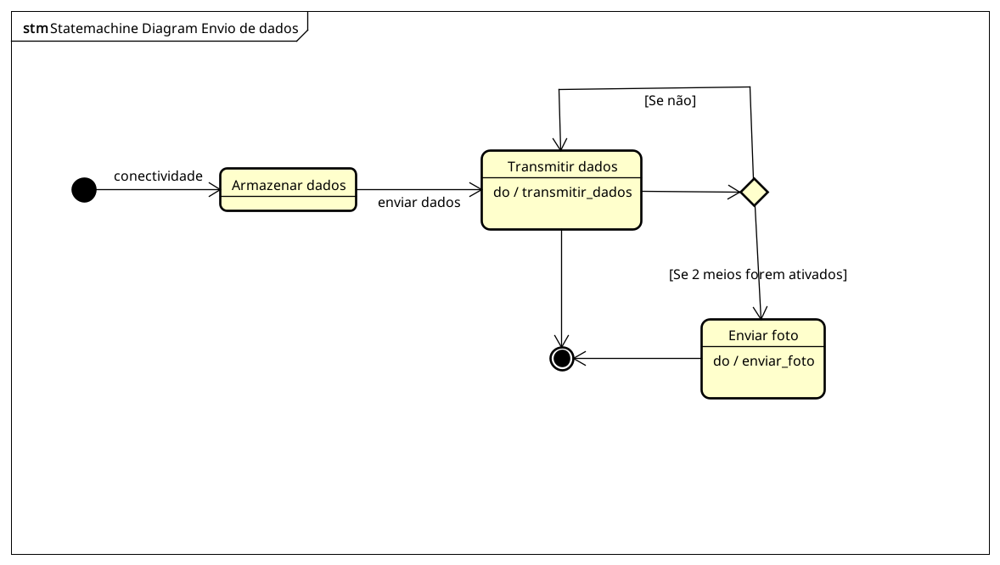 stm Statemachine Diagram Envio de dados
[Se não]
conectividade
Armazenar dados
enviar dados
Transmitir dados
do / transmitir_dados
[Se 2 meios forem ativados]
Enviar foto
do / enviar_foto